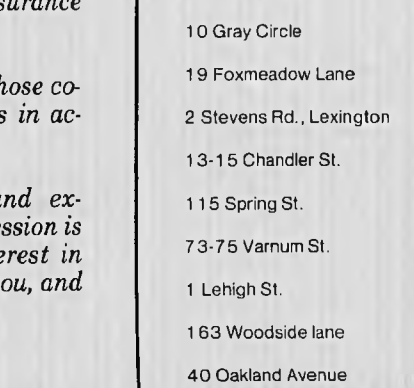 surance
hose co-
s in ac-
and ex-
ession is
erest in
ou, and
10 Gray Circle
19 Foxmeadow Lane
2 Stevens Rd., Lexington
13-15 Chandler St.
115 Spring St.
73-75 Varnum St.
1 Lehigh St.
163 Woodside lane
40 Oakland Avenue